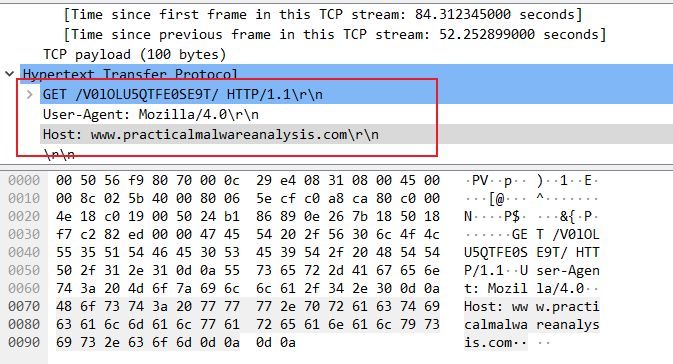 [Time since first frame in this TCP stream: 84.312345000 seconds]
[Time since previous frame in this TCP stream: 52.252899000 seconds]
TCP payload (100 bytes)
Hypertext Transfer Protocol
GET /V0lOLU5QTFE0SE9T/ HTTP/1.1\r\n
User-Agent: Mozilla/4.0\r\n
Host: www.practicalmalwareanalysis.com\r\n
\r\n
0000 00 50 56 f9 80 70 00 0c 29 e4 08 31 08 00 45 00 ·PV··p·· )··1··E·
0010 00 8c 02 5b 40 00 80 06 5e cf c0 a8 ca 80 c0 00 ···[@··· ^·······
0020 4e 18 c0 19 00 50 24 b1 86 89 0e 26 7b 18 50 18 N····P$· ···&{·P·
0030 f7 c2 82 ed 00 00 47 45 54 20 2f 56 30 6c 4f 4c ······GE T /V0lOL
0040 55 35 51 54 46 45 30 53 45 39 54 2f 20 48 54 54 U5QTFE0S E9T/ HTT
0050 50 2f 31 2e 31 0d 0a 55 73 65 72 2d 41 67 65 6e P/1.1··U ser-Agen
0060 74 3a 20 4d 6f 7a 69 6c 6c 61 2f 34 2e 30 0d 0a t: Mozil la/4.0··
0070 48 6f 73 74 3a 20 77 77 77 2e 70 72 61 63 74 69 Host: ww w.practi
0080 63 61 6c 6d 61 6c 77 61 72 65 61 6e 61 6c 79 73 calmalwa reanalys
0090 69 73 2e 63 6f 6d 0d 0a 0d 0a is.com·· ··